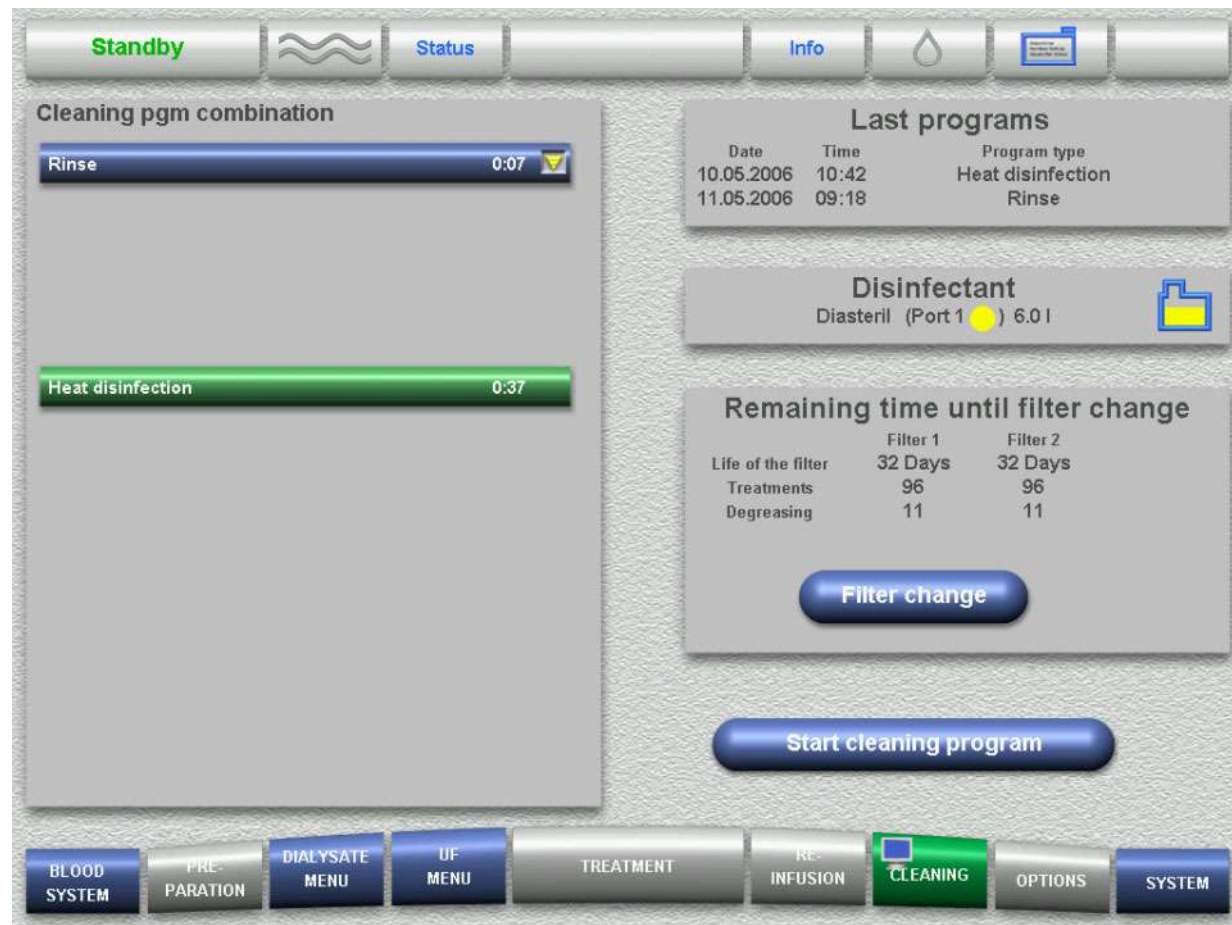 Standby Status Info
Cleaning pgm combination
Rinse 0:07
Heat disinfection 0:37
Last programs
Date Time Program type
10.05.2006 10:42 Heat disinfection
11.05.2006 09:18 Rinse
Disinfectant
Diasteril (Port 1 ) 6.0 l
Remaining time until filter change
Filter 1 Filter 2
Life of the filter 32 Days 32 Days
Treatments 96 96
Degreasing 11 11
Filter change
Start cleaning program
BLOOD
SYSTEM
PRE-
PARATION
DIALYSATE
MENU
UF
MENU
TREATMENT
RE-
INFUSION
CLEANING
OPTIONS
SYSTEM